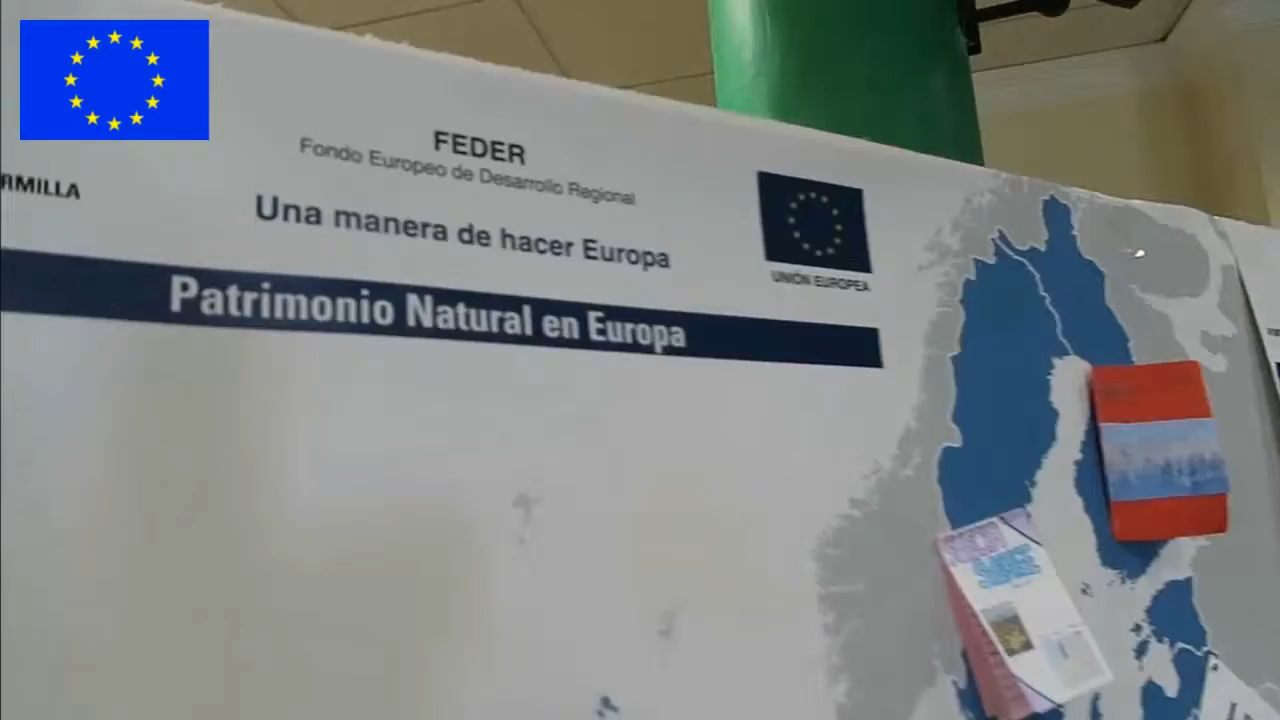 FEDER
Fondo Europeo de Desarrollo Regional
RMILLA
Una manera de hacer Europa
UNIÓN EUROPEA
Patrimonio Natural en Europa